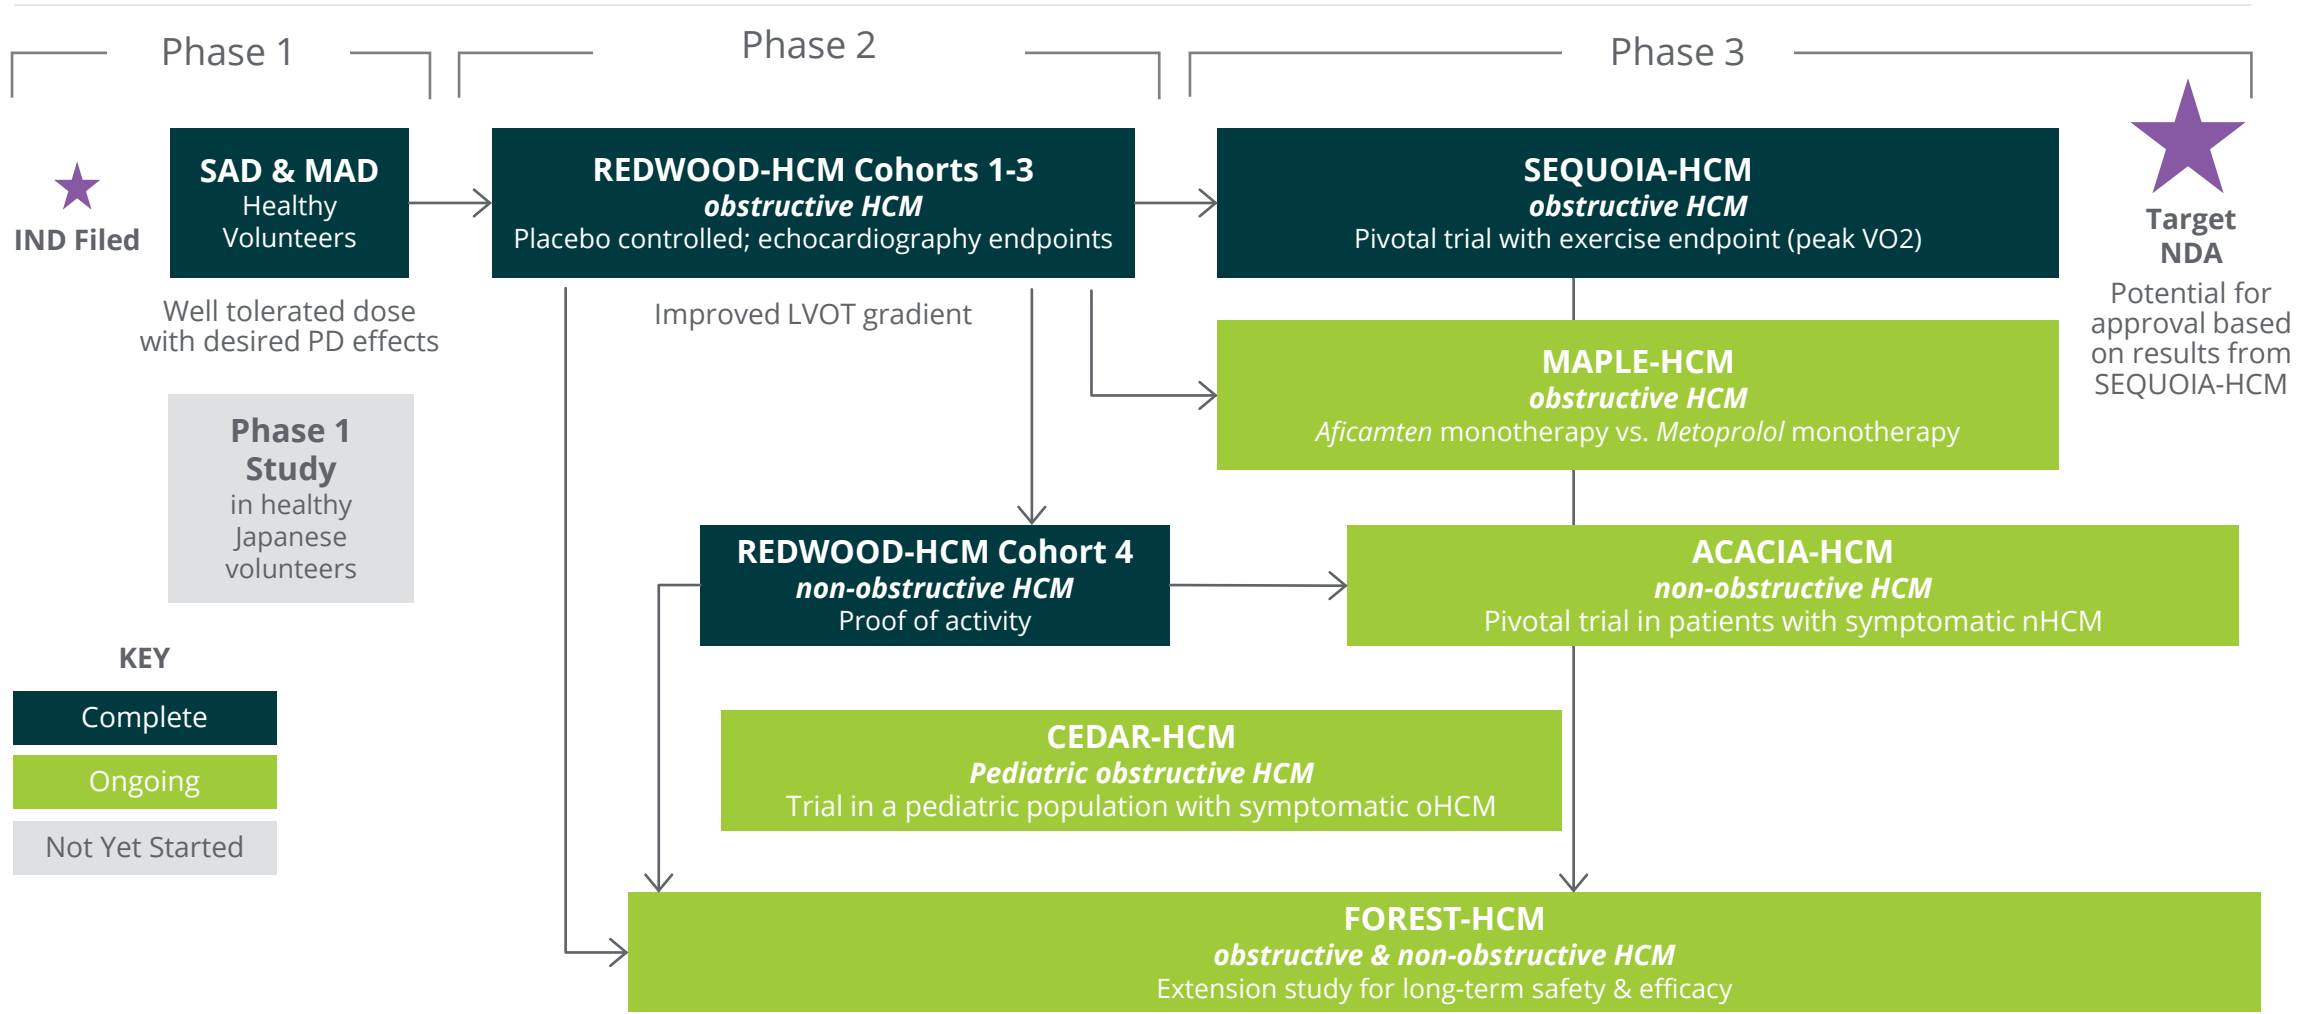 Phase 1
Phase 2
Phase 3
IND Filed
SAD & MAD
Healthy
Volunteers
Well tolerated dose
with desired PD effects
REDWOOD-HCM Cohorts 1-3
obstructive HCM
Placebo controlled; echocardiography endpoints
Improved LVOT gradient
SEQUOIA-HCM
obstructive HCM
Pivotal trial with exercise endpoint (peak VO2)
Target
NDA
Potential for
approval based
on results from
SEQUOIA-HCM
MAPLE-HCM
obstructive HCM
Aficamten monotherapy vs. Metoprolol monotherapy
Phase 1
Study
in healthy
Japanese
volunteers
REDWOOD-HCM Cohort 4
non-obstructive HCM
Proof of activity
ACACIA-HCM
non-obstructive HCM
Pivotal trial in patients with symptomatic nHCM
KEY
Complete
Ongoing
Not Yet Started
CEDAR-HCM
Pediatric obstructive HCM
Trial in a pediatric population with symptomatic oHCM
FOREST-HCM
obstructive & non-obstructive HCM
Extension study for long-term safety & efficacy